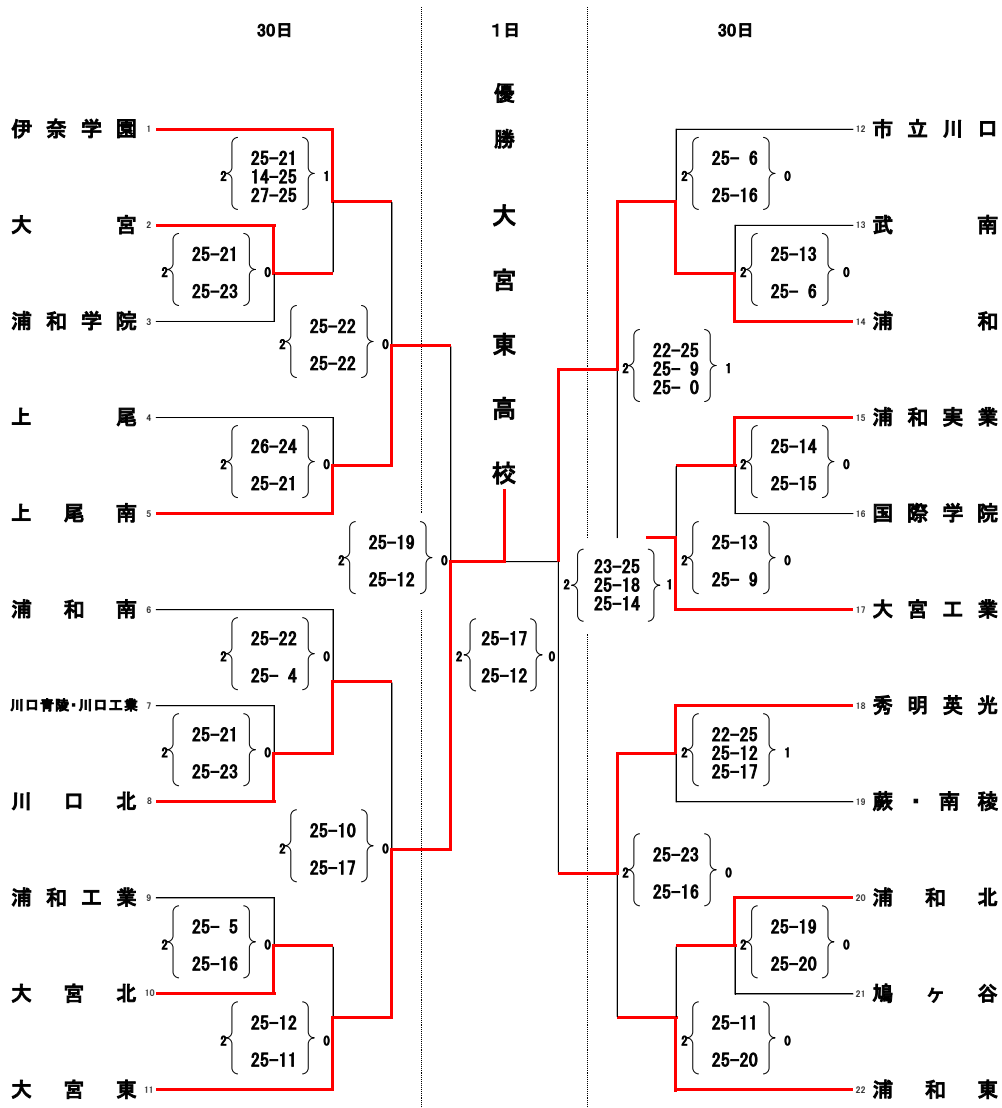 30日
1日
30日
優勝 大宮東高校
伊奈学園 1
2 25-21 14-25 27-25 1
大宮 2
2 25-21 25-23 0
浦和学院 3
2 25-22 25-22 0
上尾 4
2 26-24 25-21 0
上尾南 5
2 25-19 25-12 0
浦和南 6
2 25-22 25- 4 0
川口青陵・川口工業 7
2 25-21 25-23 0
川口北 8
2 25-10 25-17 0
浦和工業 9
2 25- 5 25-16 0
大宮北 10
2 25-12 25-11 0
大宮東 11
2 25-17 25-12 0
12 市立川口
2 25- 6 25-16 0
13 武南
2 25-13 25- 6 0
14 浦和
2 22-25 25- 9 25- 0 1
15 浦和実業
2 25-14 25-15 0
16 国際学院
2 25-13 25- 9 0
2 23-25 25-18 25-14 1
17 大宮工業
18 秀明英光
2 22-25 25-12 25-17 1
19 蕨・南稜
2 25-23 25-16 0
20 浦和北
2 25-19 25-20 0
21 鳩ヶ谷
2 25-11 25-20 0
22 浦和東